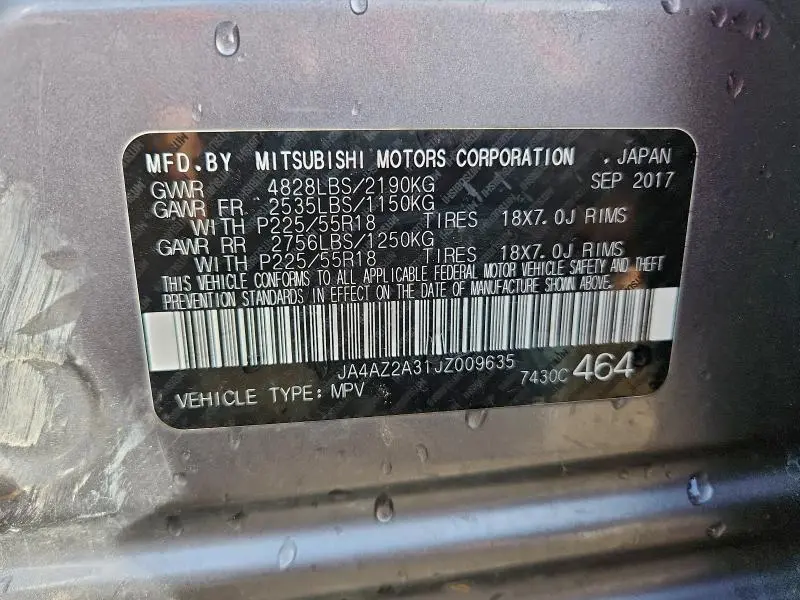 MFD.BY MITSUBISHI MOTORS CORPORATION . JAPAN
GVWR 4828LBS/2190KG SEP 2017
GAWR FR 2535LBS/1150KG
WITH P225/55R18 TIRES 18X7.0J RIMS
GAWR RR 2756LBS/1250KG
WITH P225/55R18 TIRES 18X7.0J RIMS
THIS VEHICLE CONFORMS TO ALL APPLICABLE FEDERAL MOTOR VEHICLE SAFETY AND THEFT
PREVENTION STANDARDS IN EFFECT ON THE DATE OF MANUFACTURE SHOWN ABOVE.
JA4AZ2A31JZ009635
7430C 464
VEHICLE TYPE: MPV